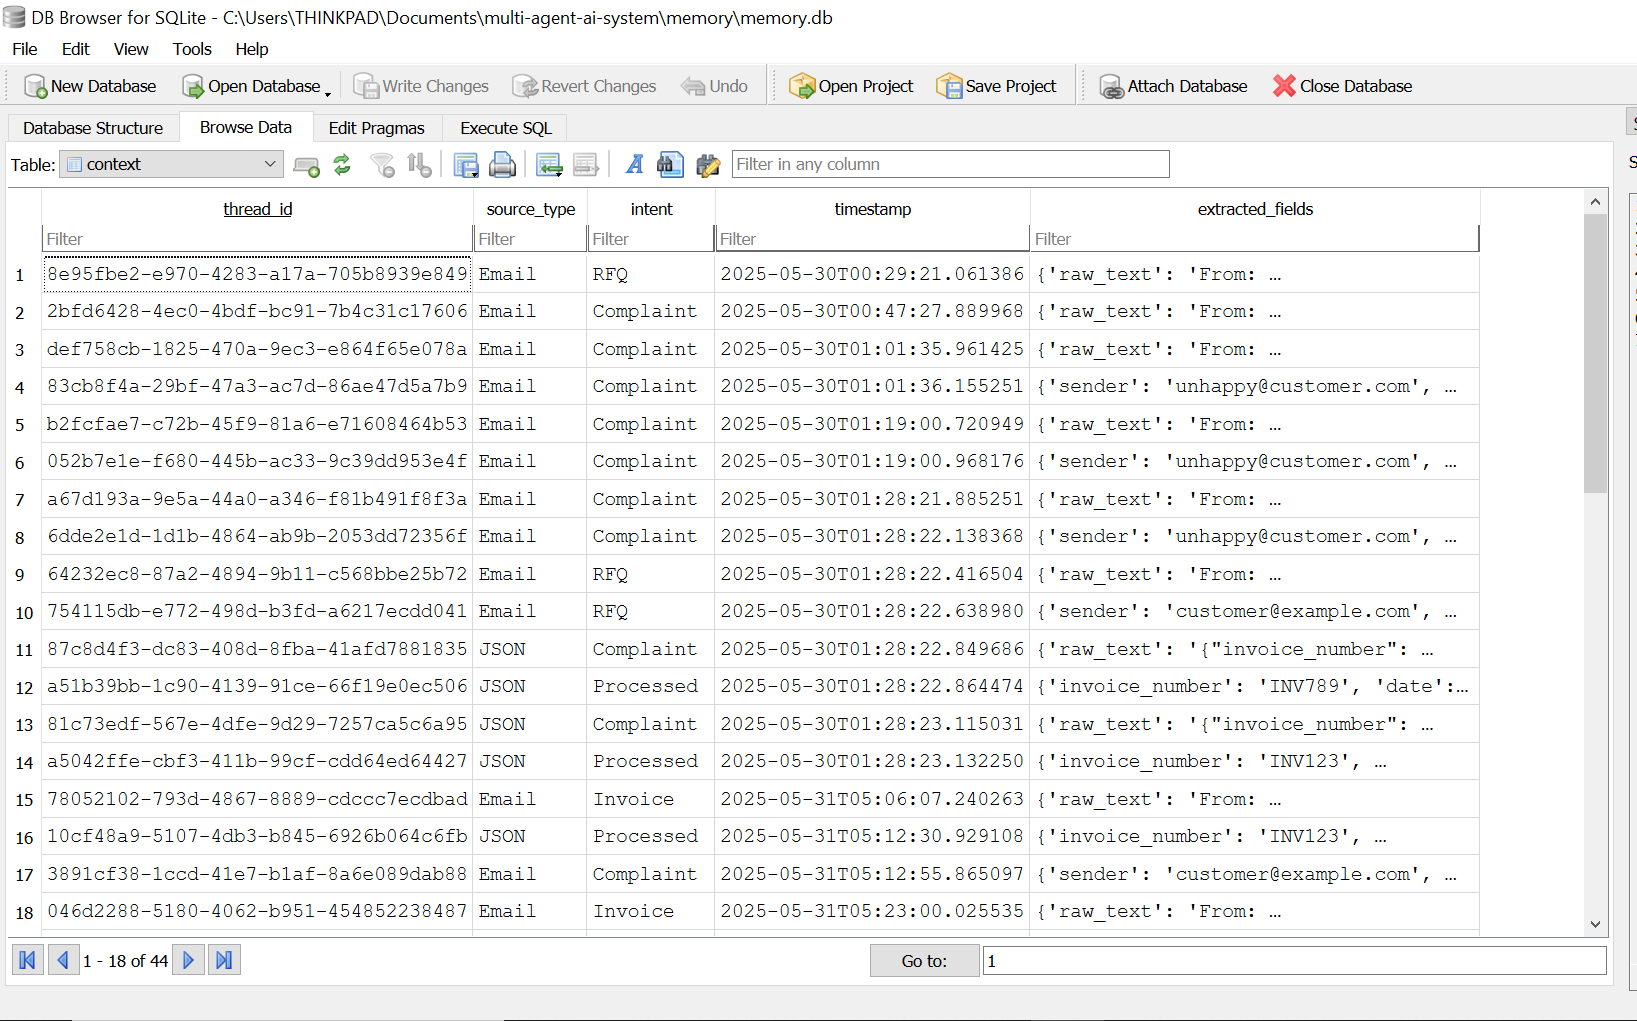 DB Browser for SQLite - C:\Users\THINKPAD\Documents\multi-agent-ai-system\memory\memory.db
File Edit View Tools Help
New Database Open Database Write Changes Revert Changes Undo Open Project Save Project Attach Database Close Database
Database Structure Browse Data Edit Pragmas Execute SQL
Table: context Filter in any column
thread_id source_type intent timestamp extracted_fields
Filter Filter Filter Filter Filter
1 8e95fbe2-e970-4283-a17a-705b8939e849 Email RFQ 2025-05-30T00:29:21.061386 {'raw_text': 'From: …
2 2bfd6428-4ec0-4bdf-bc91-7b4c31c17606 Email Complaint 2025-05-30T00:47:27.889968 {'raw_text': 'From: …
3 def758cb-1825-470a-9ec3-e864f65e078a Email Complaint 2025-05-30T01:01:35.961425 {'raw_text': 'From: …
4 83cb8f4a-29bf-47a3-ac7d-86ae47d5a7b9 Email Complaint 2025-05-30T01:01:36.155251 {'sender': 'unhappy@customer.com', …
5 b2fcfae7-c72b-45f9-81a6-e71608464b53 Email Complaint 2025-05-30T01:19:00.720949 {'raw_text': 'From: …
6 052b7e1e-f680-445b-ac33-9c39dd953e4f Email Complaint 2025-05-30T01:19:00.968176 {'sender': 'unhappy@customer.com', …
7 a67d193a-9e5a-44a0-a346-f81b491f8f3a Email Complaint 2025-05-30T01:28:21.885251 {'raw_text': 'From: …
8 6dde2e1d-1d1b-4864-ab9b-2053dd72356f Email Complaint 2025-05-30T01:28:22.138368 {'sender': 'unhappy@customer.com', …
9 64232ec8-87a2-4894-9b11-c568bbe25b72 Email RFQ 2025-05-30T01:28:22.416504 {'raw_text': 'From: …
10 754115db-e772-498d-b3fd-a6217ecdd041 Email RFQ 2025-05-30T01:28:22.638980 {'sender': 'customer@example.com', …
11 87c8d4f3-dc83-408d-8fba-41afd7881835 JSON Complaint 2025-05-30T01:28:22.849686 {'raw_text': '{"invoice_number": …
12 a51b39bb-1c90-4139-91ce-66f19e0ec506 JSON Processed 2025-05-30T01:28:22.864474 {'invoice_number': 'INV789', 'date':…
13 81c73edf-567e-4dfe-9d29-7257ca5c6a95 JSON Complaint 2025-05-30T01:28:23.115031 {'raw_text': '{"invoice_number": …
14 a5042ffe-cbf3-411b-99cf-cdd64ed64427 JSON Processed 2025-05-30T01:28:23.132250 {'invoice_number': 'INV123', …
15 78052102-793d-4867-8889-cdccc7ecdbad Email Invoice 2025-05-31T05:06:07.240263 {'raw_text': 'From: …
16 10cf48a9-5107-4db3-b845-6926b064c6fb JSON Processed 2025-05-31T05:12:30.929108 {'invoice_number': 'INV123', …
17 3891cf38-1ccd-41e7-b1af-8a6e089dab88 Email Complaint 2025-05-31T05:12:55.865097 {'sender': 'customer@example.com', …
18 046d2288-5180-4062-b951-454852238487 Email Invoice 2025-05-31T05:23:00.025535 {'raw_text': 'From: …
1 - 18 of 44 Go to: 1